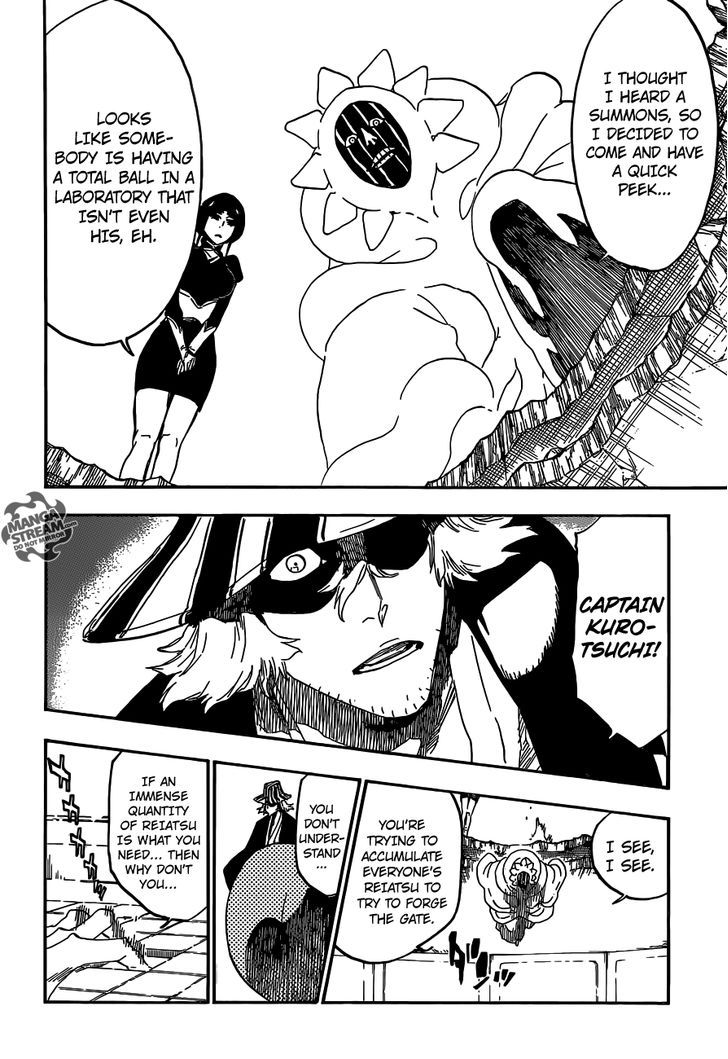 I THOUGHT
I HEARD A
SUMMONS, SO
I DECIDED TO
COME AND HAVE
A QUICK
PEEK...
LOOKS
LIKE SOME-
BODY IS HAVING
A TOTAL BALL IN A
LABORATORY THAT
ISN'T EVEN
HIS, EH.
MANGA
STREAM.com
DO NOT MIRROR
CAPTAIN
KURO-
TSUCHI!
I SEE,
I SEE.
YOU'RE
TRYING TO
ACCUMULATE
EVERYONE'S
REIATSU TO
TRY TO FORGE
THE GATE.
YOU
DON'T
UNDER-
STAND
...
IF AN
IMMENSE
QUANTITY
OF REIATSU
IS WHAT YOU
NEED... THEN
WHY DON'T
YOU...